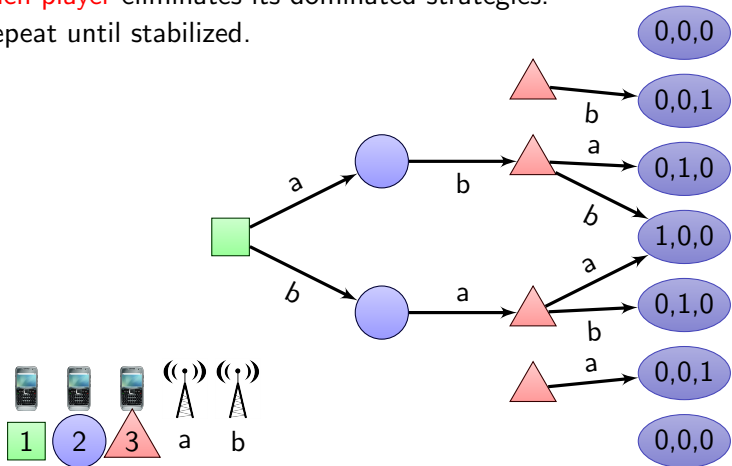 player eliminates its dominated strategies.
epeat until stabilized.
0,0,0
b
0,0,1
a
b
a
b
0,1,0
1,0,0
b
a
a
b
0,1,0
a
0,0,1
0,0,0
1 2 3 a b